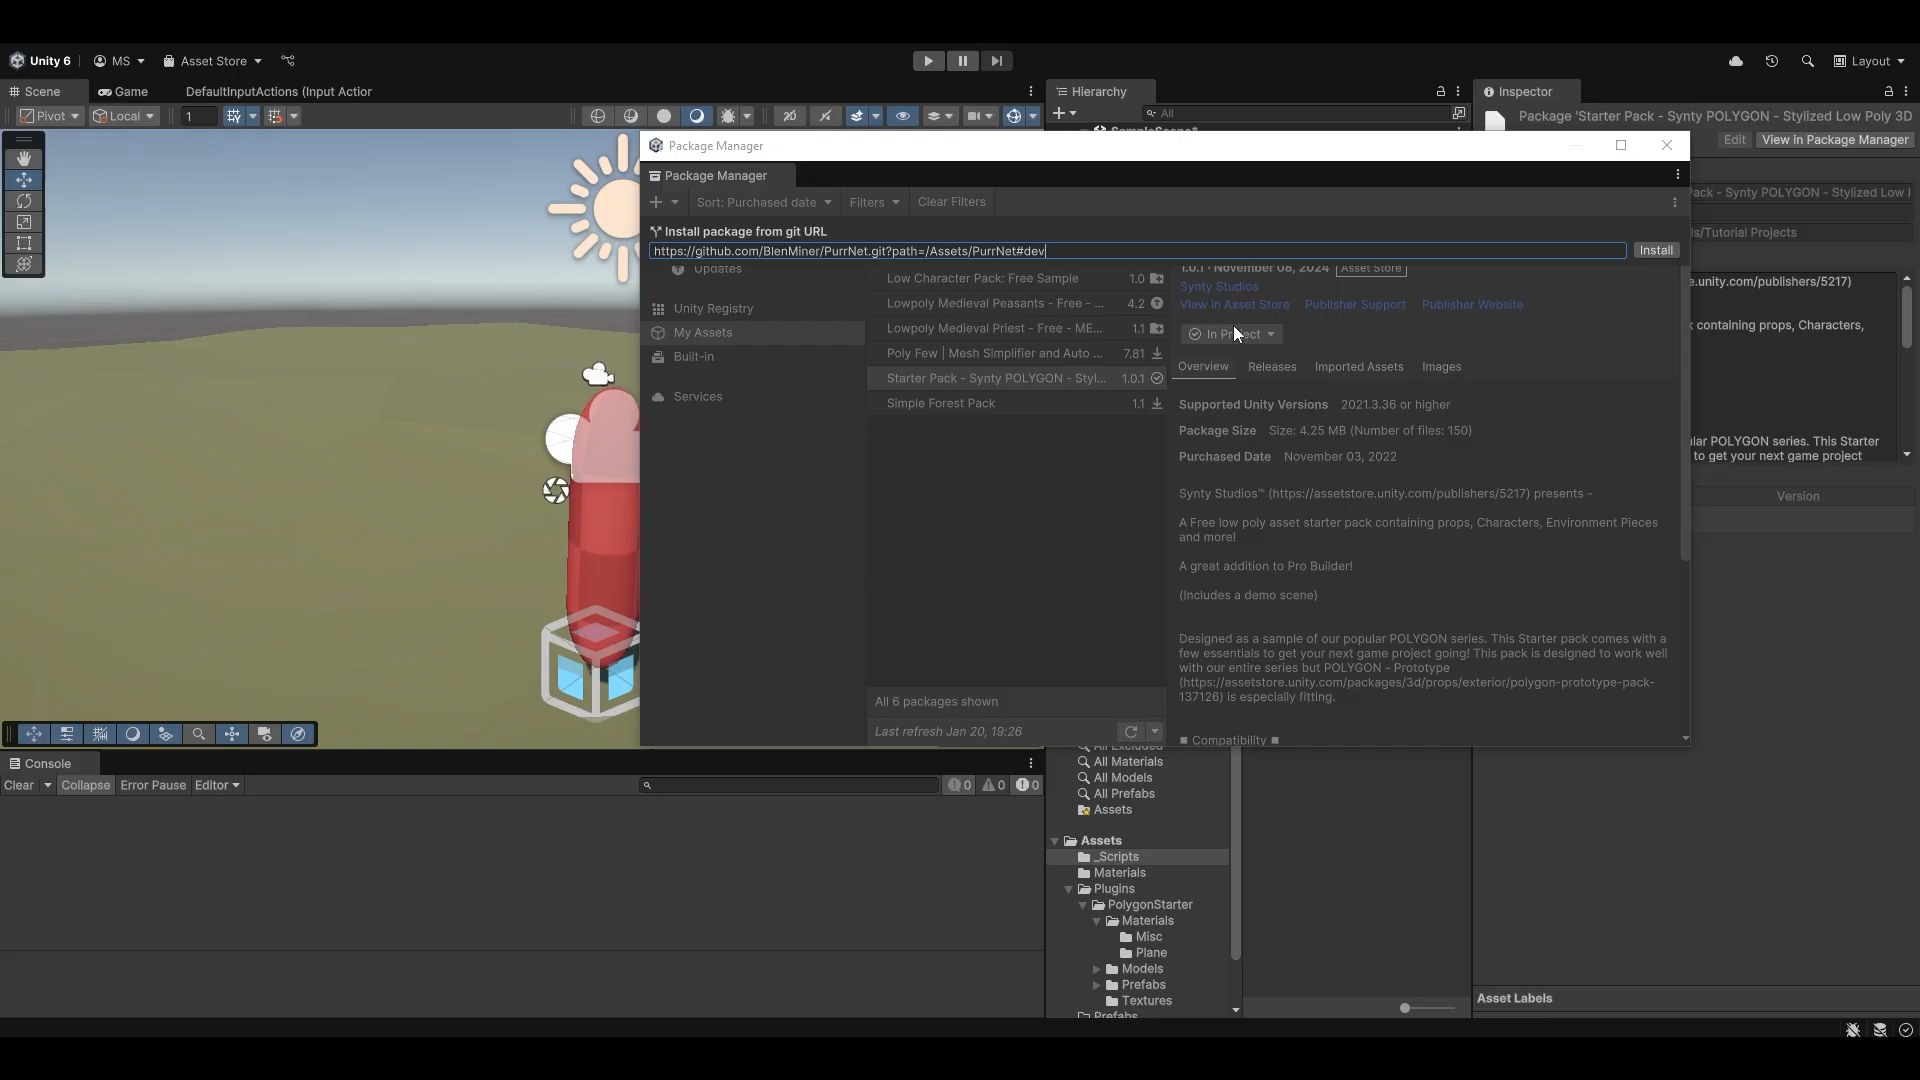 Unity 6
MS
Asset Store
Layout
Scene
Game
DefaultInputActions (Input Actior
Hierarchy
Inspector
Pivot
Local
1
All
Package 'Starter Pack - Synty POLYGON - Stylized Low Poly 3D
Edit
View in Package Manager
SampleScene*
Package Manager
Package Manager
Sort: Purchased date
Filters
Clear Filters
Install package from git URL
https://github.com/BlenMiner/PurrNet.git?path=/Assets/PurrNet#dev
Install
Updates
Unity Registry
My Assets
Built-in
Services
Low Character Pack: Free Sample 1.0
Lowpoly Medieval Peasants - Free - ... 4.2
Lowpoly Medieval Priest - Free - ME... 1.1
Poly Few | Mesh Simplifier and Auto ... 7.81
Starter Pack - Synty POLYGON - Styl... 1.0.1
Simple Forest Pack 1.1
All 6 packages shown
Last refresh Jan 20, 19:26
1.0.1 · November 08, 2024 Asset Store
Synty Studios
View in Asset Store Publisher Support Publisher Website
In Project
Overview Releases Imported Assets Images
Supported Unity Versions 2021.3.36 or higher
Package Size Size: 4.25 MB (Number of files: 150)
Purchased Date November 03, 2022
Synty Studios™ (https://assetstore.unity.com/publishers/5217) presents -
A Free low poly asset starter pack containing props, Characters, Environment Pieces
and more!
A great addition to Pro Builder!
(Includes a demo scene)
Designed as a sample of our popular POLYGON series. This Starter pack comes with a
few essentials to get your next game project going! This pack is designed to work well
with our entire series but POLYGON - Prototype
(https://assetstore.unity.com/packages/3d/props/exterior/polygon-prototype-pack-
137126) is especially fitting.
■ Compatibility ■
Pack - Synty POLYGON - Stylized Low l
ls/Tutorial Projects
.unity.com/publishers/5217)
k containing props, Characters,
lar POLYGON series. This Starter
to get your next game project
Version
Console
Clear
Collapse
Error Pause
Editor
0
0
0
All Excluded
All Materials
All Models
All Prefabs
Assets
Assets
_Scripts
Materials
Plugins
PolygonStarter
Materials
Misc
Plane
Models
Prefabs
Textures
Prefabs
Asset Labels